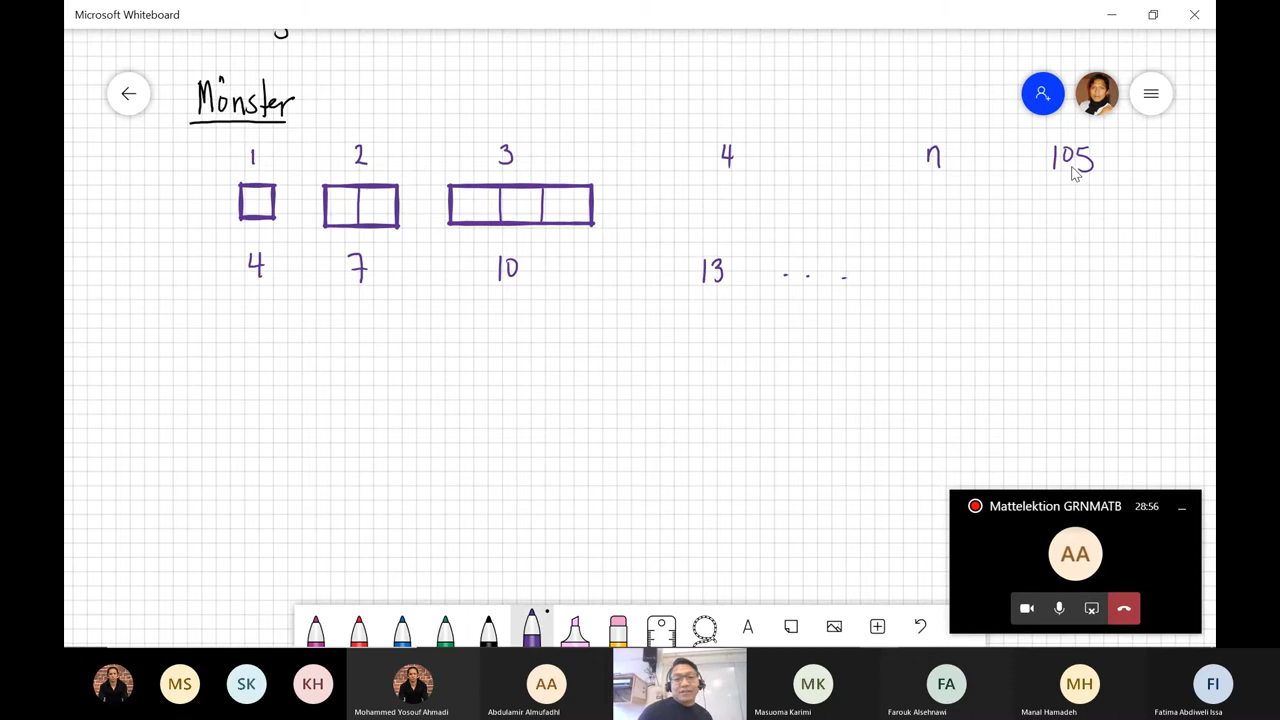 Microsoft Whiteboard
Mönster
1 2 3 4 n 105
4 7 10 13 . . .
Mattelektion GRNMATB 28:56
AA
A
MS SK KH AA MK FA MH FI
Mohammed Yosouf Ahmadi Abdulamir Almufadhl Masuoma Karimi Farouk Alsehnawi Manal Hamadeh Fatima Abdiweli Issa